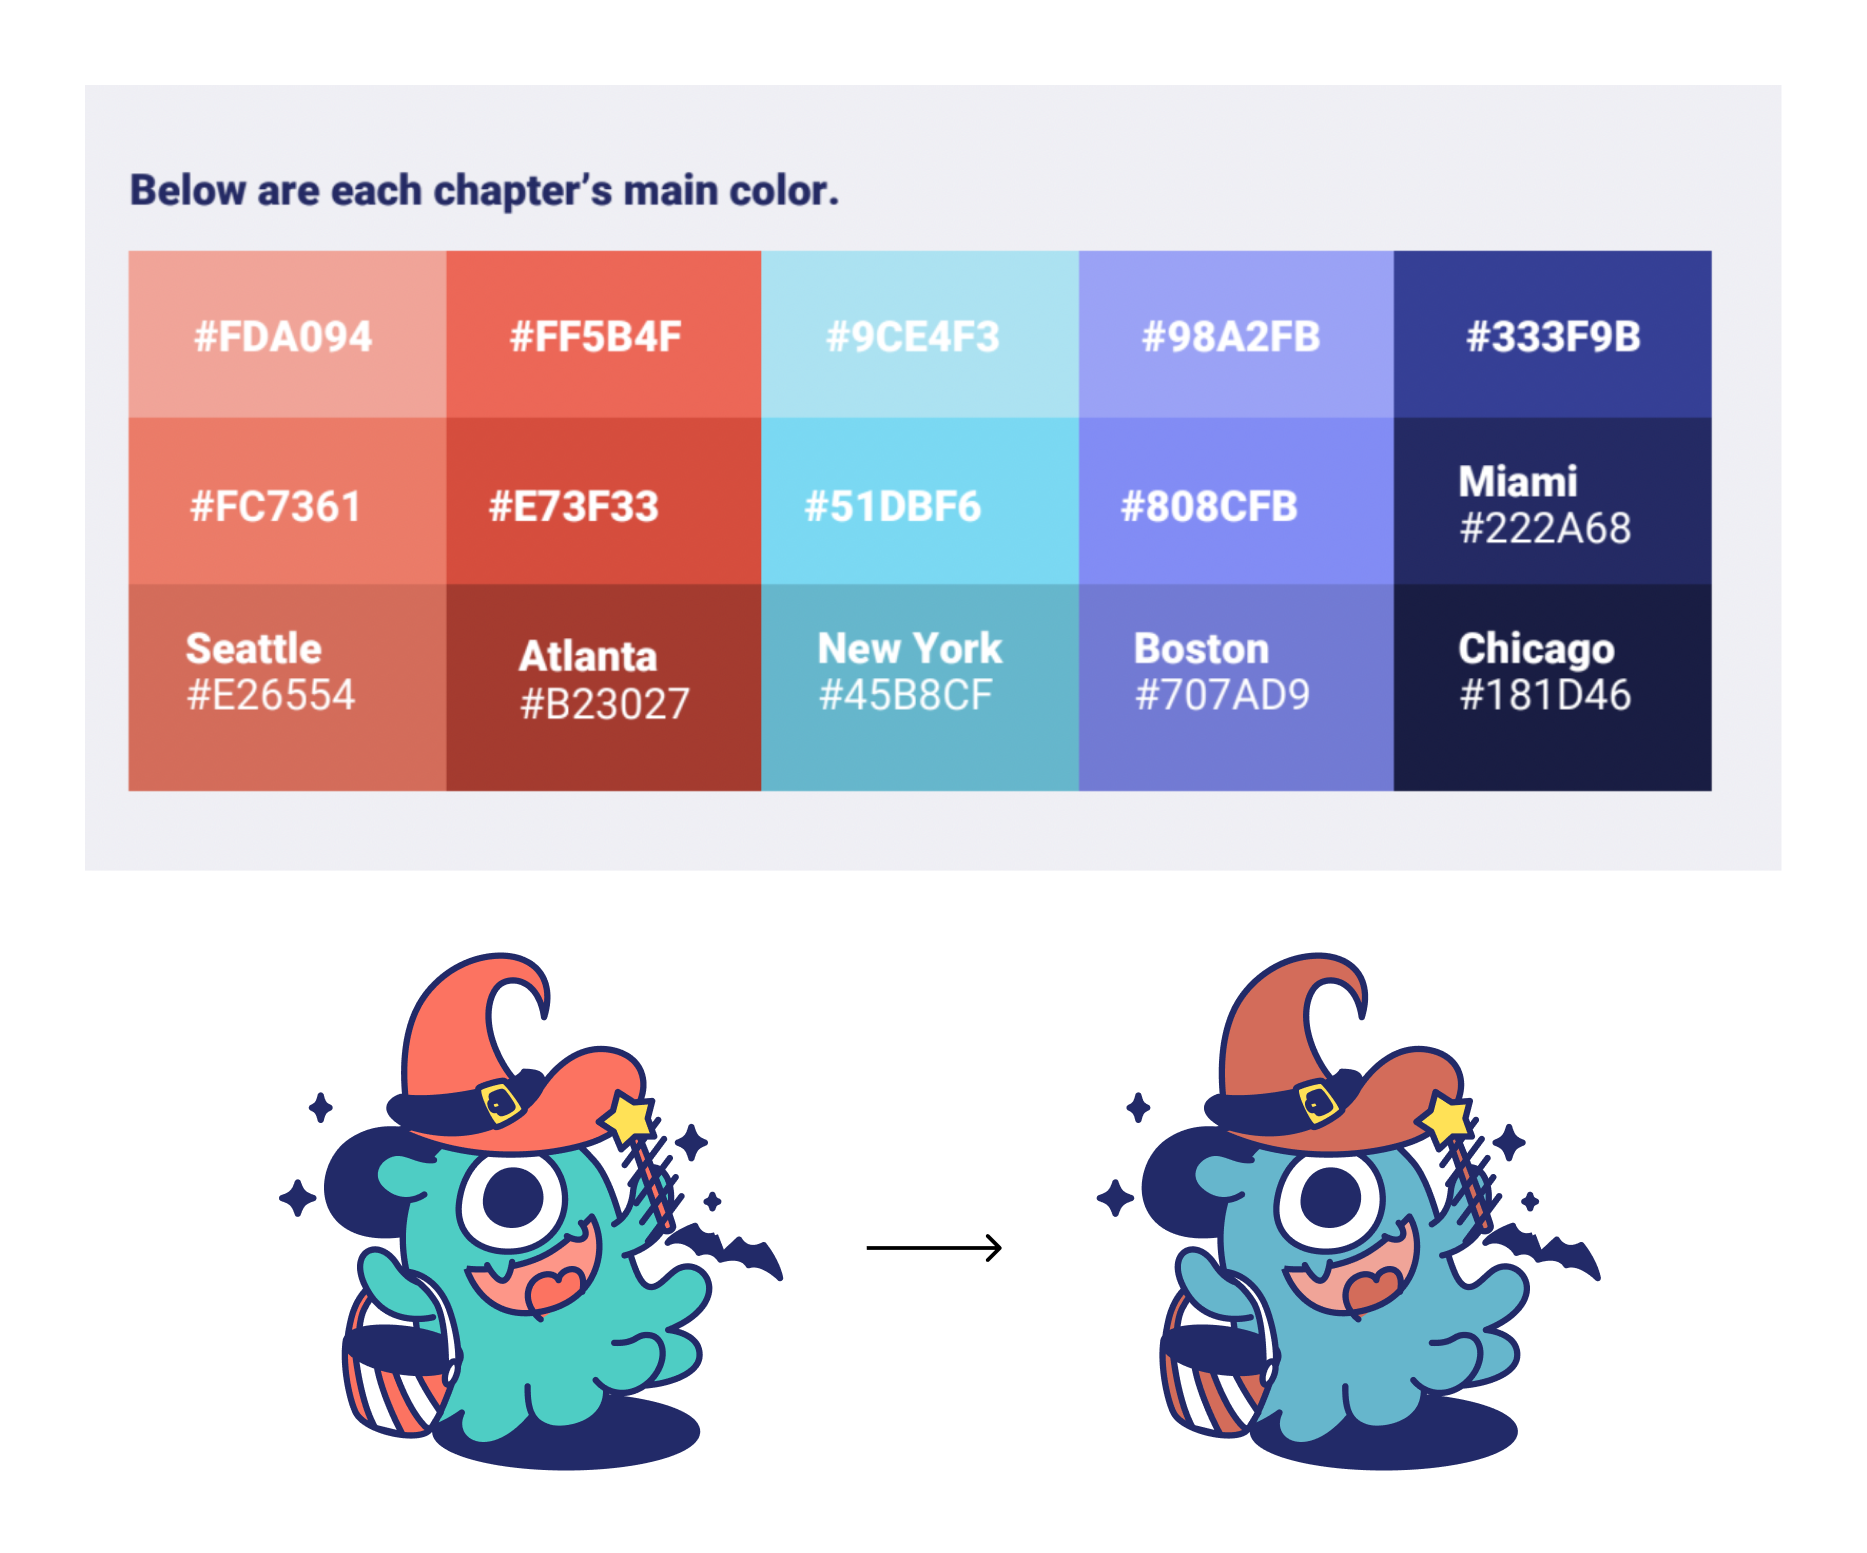 Below are each chapter’s main color.
#FDA094
#FF5B4F
#9CE4F3
#98A2FB
#333F9B
#FC7361
#E73F33
#51DBF6
#808CFB
Miami
#222A68
Seattle
#E26554
Atlanta
#B23027
New York
#45B8CF
Boston
#707AD9
Chicago
#181D46